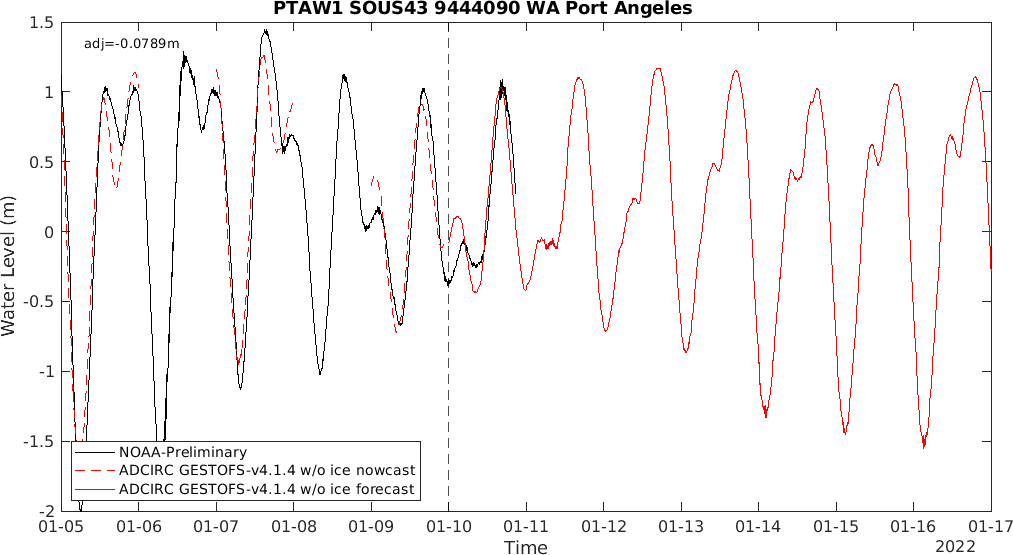 PTAW1 SOUS43 9444090 WA Port Angeles
adj=-0.0789m
1.5
1
0.5
0
-0.5
-1
-1.5
-2
Water Level (m)
NOAA-Preliminary
ADCIRC GESTOFS-v4.1.4 w/o ice nowcast
ADCIRC GESTOFS-v4.1.4 w/o ice forecast
01-05 01-06 01-07 01-08 01-09 01-10 01-11 01-12 01-13 01-14 01-15 01-16 01-17
Time
2022